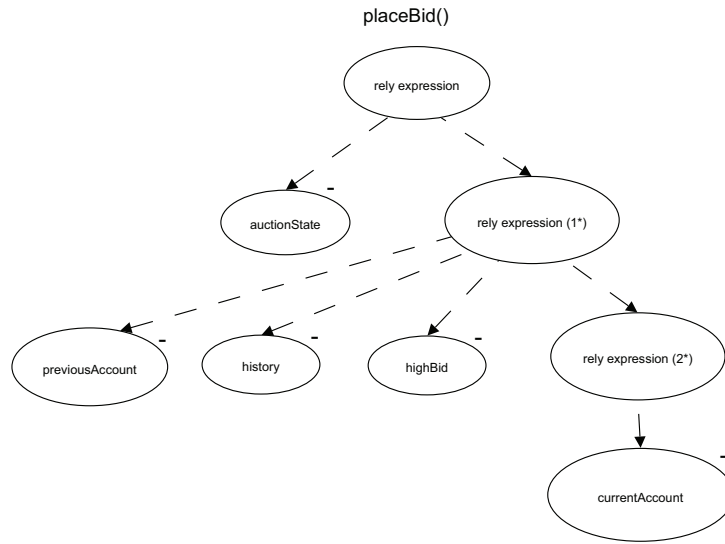 placeBid()
rely expression
-
auctionState
rely expression (1*)
-
-
-
previousAccount
history
highBid
rely expression (2*)
-
currentAccount